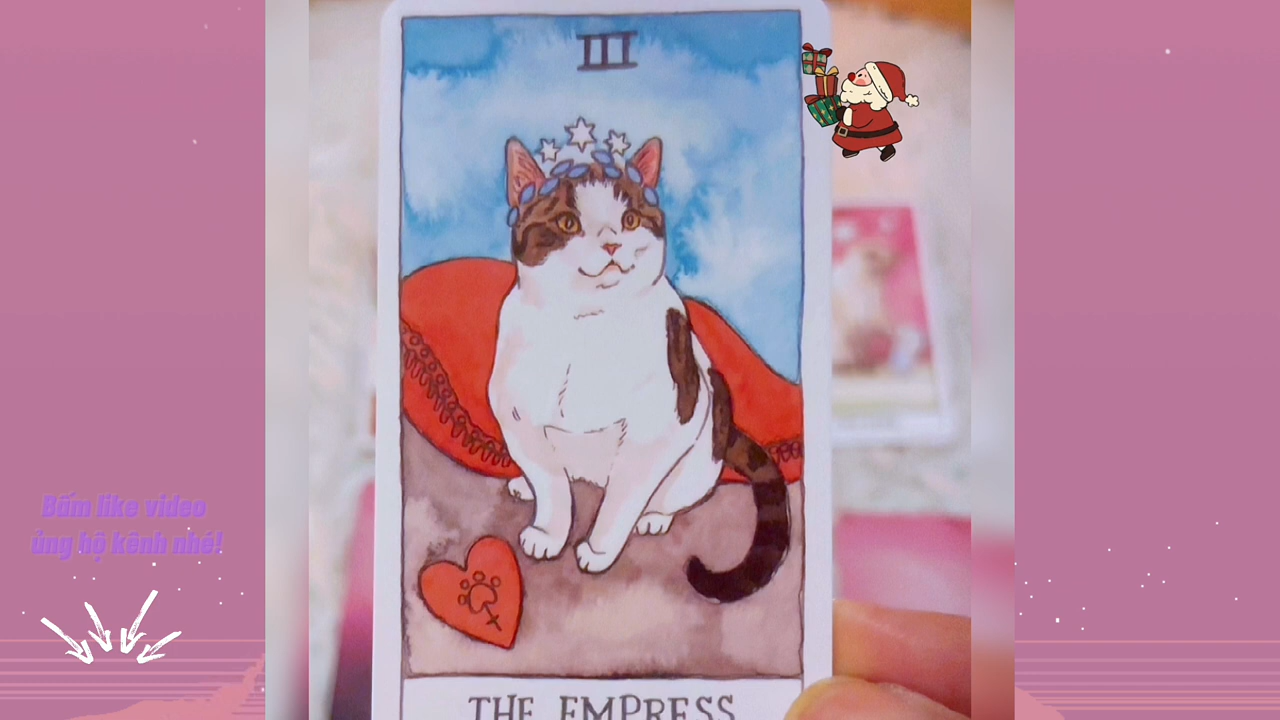 III
Bấm like video
ủng hộ kênh nhé!
THE EMPRESS